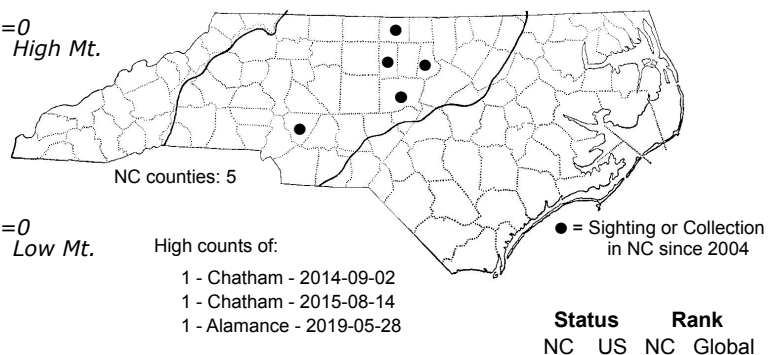 =0
High Mt.
NC counties: 5
=0
Low Mt.
High counts of:
1 - Chatham - 2014-09-02
1 - Chatham - 2015-08-14
1 - Alamance - 2019-05-28
● = Sighting or Collection
in NC since 2004
Status Rank
NC US NC Global